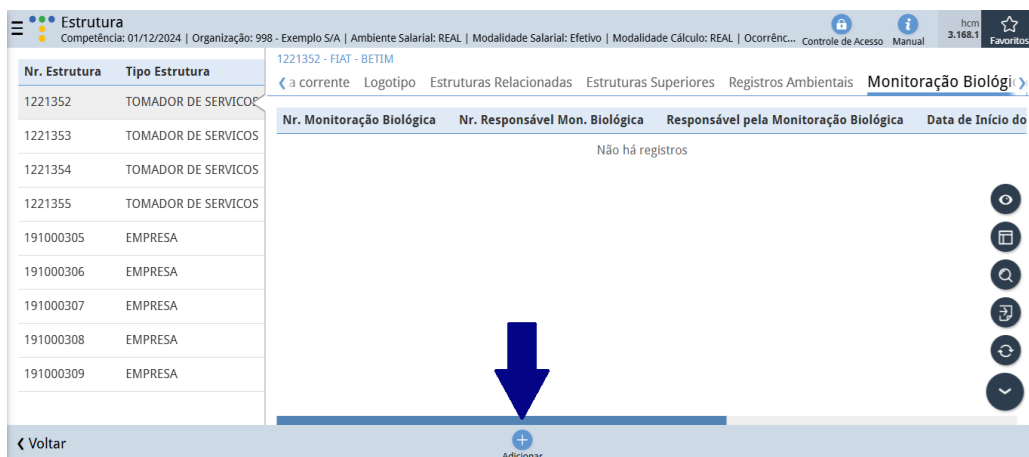 Estrutura
Competência: 01/12/2024 | Organização: 998 - Exemplo S/A | Ambiente Salarial: REAL | Modalidade Salarial: Efetivo | Modalidade Cálculo: REAL | Ocorrênc...
Controle de Acesso
Manual
hcm
3.168.1
Favoritos
Nr. Estrutura Tipo Estrutura
1221352 TOMADOR DE SERVICOS
1221353 TOMADOR DE SERVICOS
1221354 TOMADOR DE SERVICOS
1221355 TOMADOR DE SERVICOS
191000305 EMPRESA
191000306 EMPRESA
191000307 EMPRESA
191000308 EMPRESA
191000309 EMPRESA
1221352 - FIAT - BETIM
a corrente Logotipo Estruturas Relacionadas Estruturas Superiores Registros Ambientais Monitoração Biológi
Nr. Monitoração Biológica Nr. Responsável Mon. Biológica Responsável pela Monitoração Biológica Data de Início do
Não há registros
Voltar
Adicionar